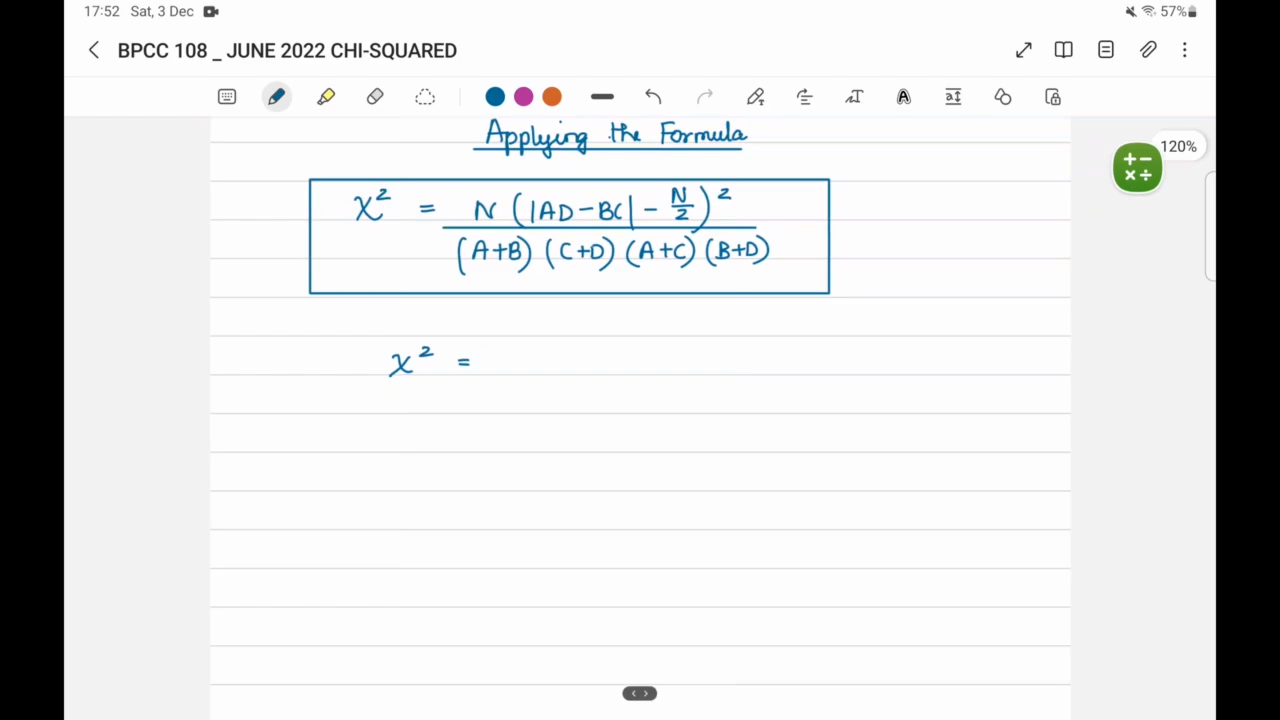 17:52 Sat, 3 Dec 57%
BPCC 108 _ JUNE 2022 CHI-SQUARED
120%
Applying the Formula
χ² = N (|AD - BC| - N/2)²
(A+B) (C+D) (A+C) (B+D)
χ² =